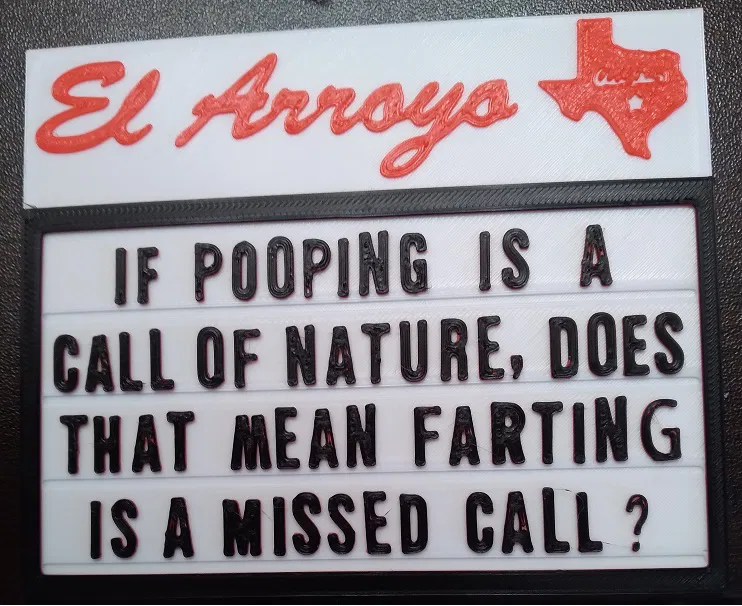 El Arroyo
IF POOPING IS A
CALL OF NATURE, DOES
THAT MEAN FARTING
IS A MISSED CALL?